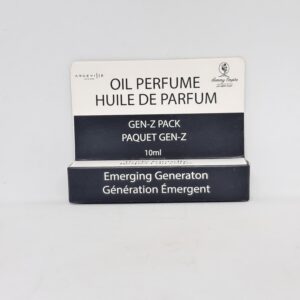 OIL PERFUME
HUILE DE PARFUM
GEN-Z PACK
PAQUET GEN-Z
10ml
Emerging Generaton
Génération Émergent